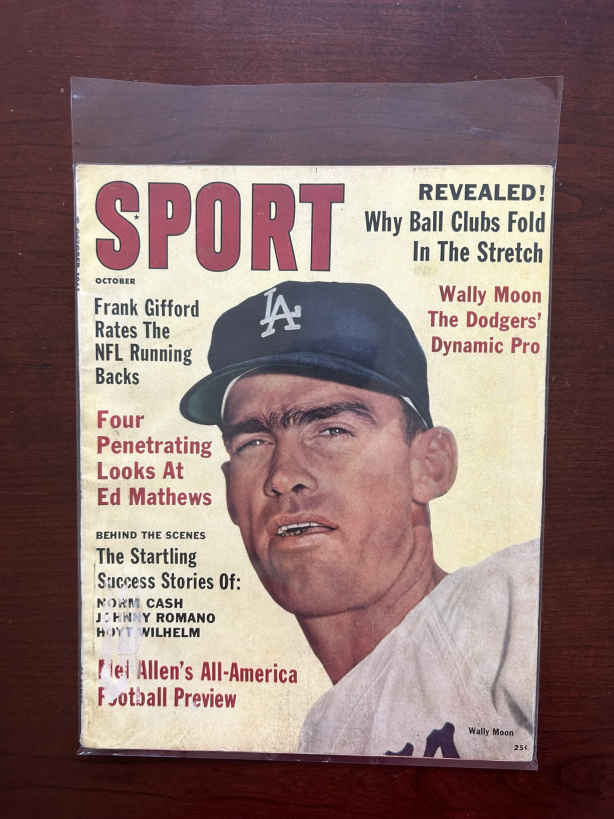 SPORT
OCTOBER
REVEALED!
Why Ball Clubs Fold
In The Stretch
Wally Moon
The Dodgers'
Dynamic Pro
Frank Gifford
Rates The
NFL Running
Backs
LA
Four
Penetrating
Looks At
Ed Mathews
BEHIND THE SCENES
The Startling
Success Stories Of:
NORM CASH
JOHNNY ROMANO
HOYT WILHELM
Mel Allen's All-America
Football Preview
Wally Moon
25¢